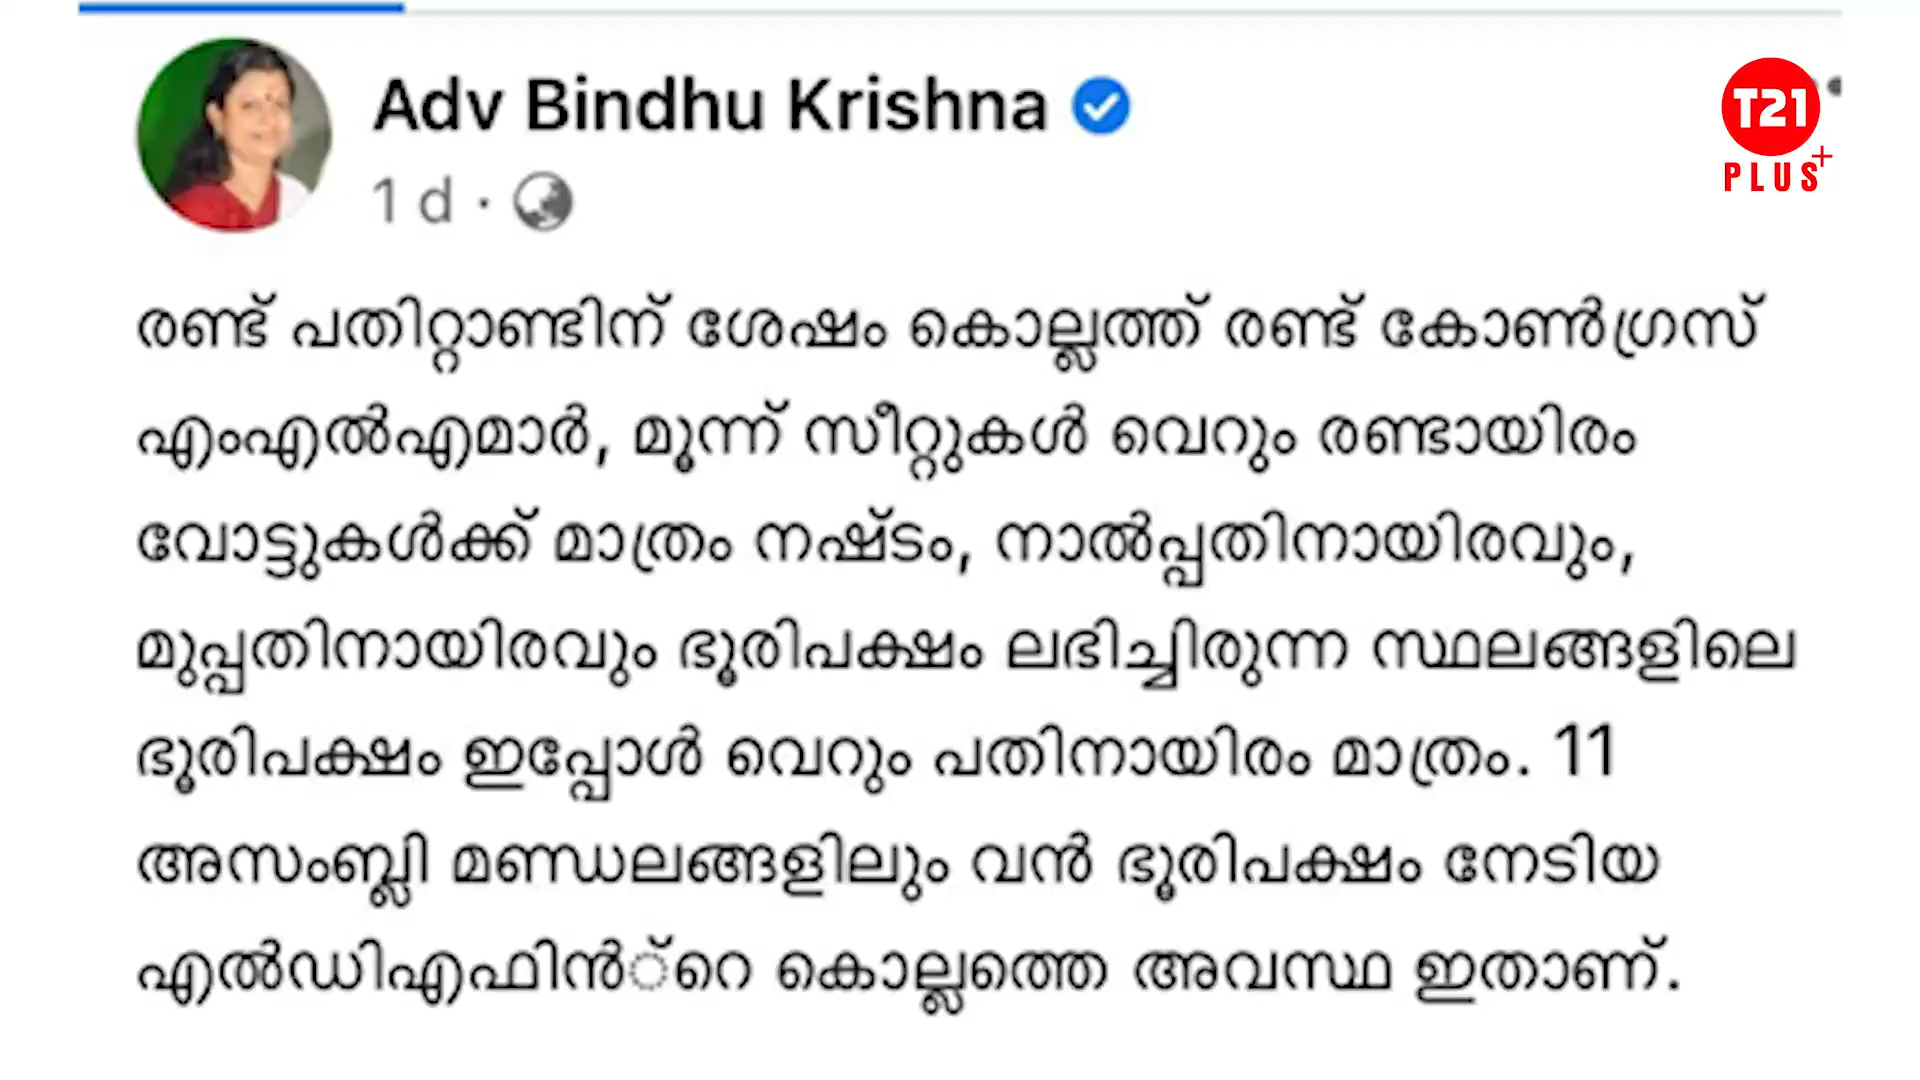 Adv Bindhu Krishna
1 d ·
T21
PLUS+
രണ്ട് പതിറ്റാണ്ടിന് ശേഷം കൊല്ലത്ത് രണ്ട് കോൺഗ്രസ്
എംഎൽഎമാർ, മൂന്ന് സീറ്റുകൾ വെറും രണ്ടായിരം
വോട്ടുകൾക്ക് മാത്രം നഷ്ടം, നാൽപ്പതിനായിരവും,
മുപ്പതിനായിരവും ഭൂരിപക്ഷം ലഭിച്ചിരുന്ന സ്ഥലങ്ങളിലെ
ഭൂരിപക്ഷം ഇപ്പോൾ വെറും പതിനായിരം മാത്രം. 11
അസംബ്ലി മണ്ഡലങ്ങളിലും വൻ ഭൂരിപക്ഷം നേടിയ
എൽഡിഎഫിൻ്റെ കൊല്ലത്തെ അവസ്ഥ ഇതാണ്.